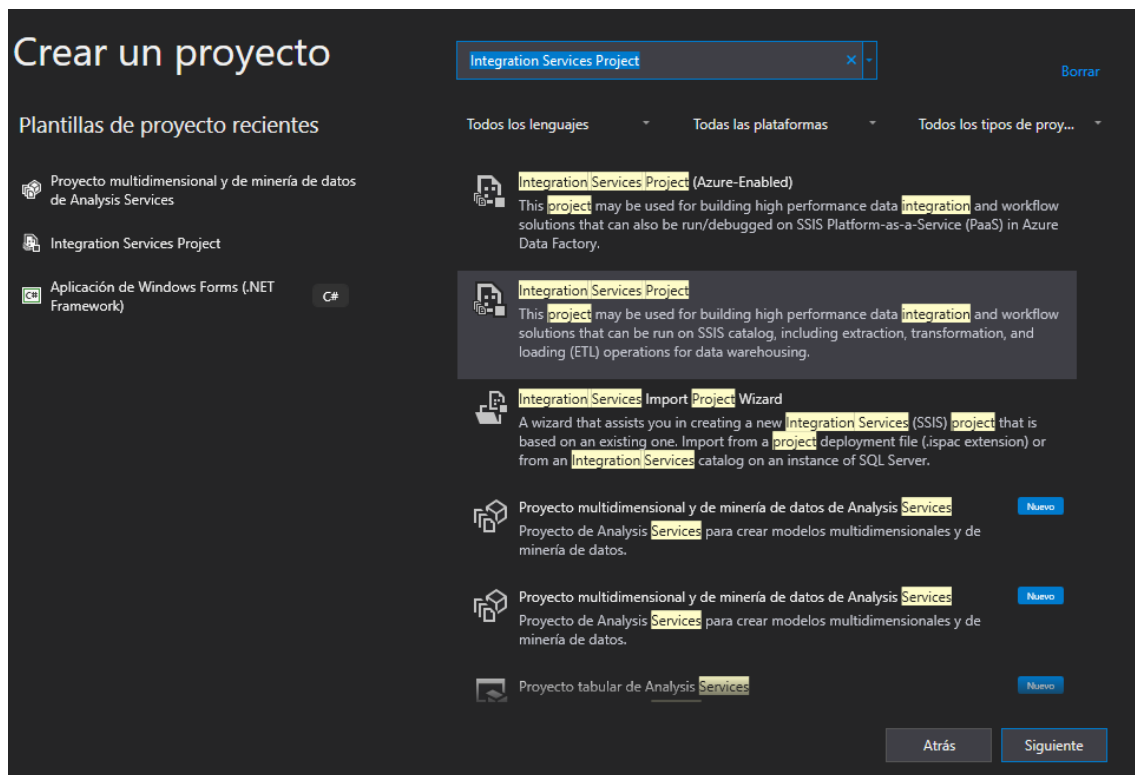 Crear un proyecto
Integration Services Project
Borrar
Plantillas de proyecto recientes
Todos los lenguajes
Todas las plataformas
Todos los tipos de proy...
Proyecto multidimensional y de minería de datos
de Analysis Services
Integration Services Project
Aplicación de Windows Forms (.NET
Framework)
C#
Integration Services Project (Azure-Enabled)
This project may be used for building high performance data integration and workflow
solutions that can also be run/debugged on SSIS Platform-as-a-Service (PaaS) in Azure
Data Factory.
Integration Services Project
This project may be used for building high performance data integration and workflow
solutions that can be run on SSIS catalog, including extraction, transformation, and
loading (ETL) operations for data warehousing.
Integration Services Import Project Wizard
A wizard that assists you in creating a new Integration Services (SSIS) project that is
based on an existing one. Import from a project deployment file (.ispac extension) or
from an Integration Services catalog on an instance of SQL Server.
Proyecto multidimensional y de minería de datos de Analysis Services
Nuevo
Proyecto de Analysis Services para crear modelos multidimensionales y de
minería de datos.
Proyecto multidimensional y de minería de datos de Analysis Services
Nuevo
Proyecto de Analysis Services para crear modelos multidimensionales y de
minería de datos.
Proyecto tabular de Analysis Services
Nuevo
Atrás
Siguiente